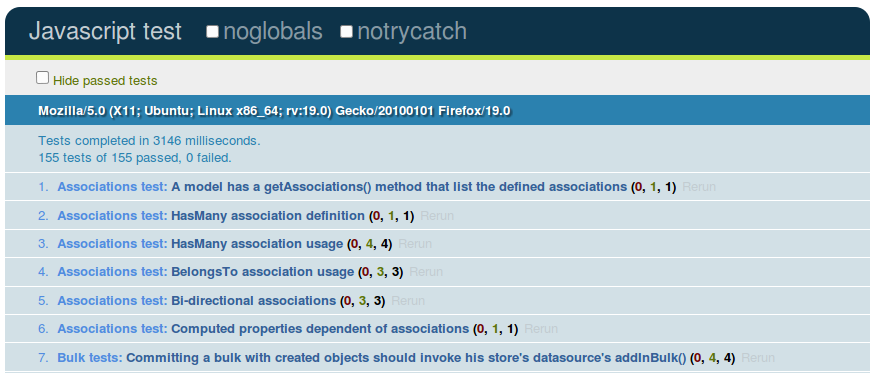 Javascript test noglobals notrycatch
Hide passed tests
Mozilla/5.0 (X11; Ubuntu; Linux x86_64; rv:19.0) Gecko/20100101 Firefox/19.0
Tests completed in 3146 milliseconds.
155 tests of 155 passed, 0 failed.
1. Associations test: A model has a getAssociations() method that list the defined associations (0, 1, 1) Rerun
2. Associations test: HasMany association definition (0, 1, 1) Rerun
3. Associations test: HasMany association usage (0, 4, 4) Rerun
4. Associations test: BelongsTo association usage (0, 3, 3) Rerun
5. Associations test: Bi-directional associations (0, 3, 3) Rerun
6. Associations test: Computed properties dependent of associations (0, 1, 1) Rerun
7. Bulk tests: Committing a bulk with created objects should invoke his store's datasource's addInBulk() (0, 4, 4) Rerun